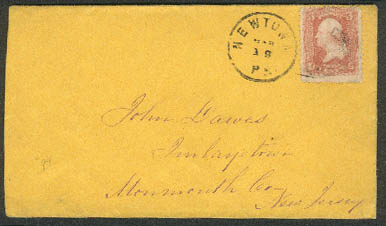 NEWTOWN
MAR
18
PA
John Dawes
Imlaystown
Monmouth Co
New Jersey